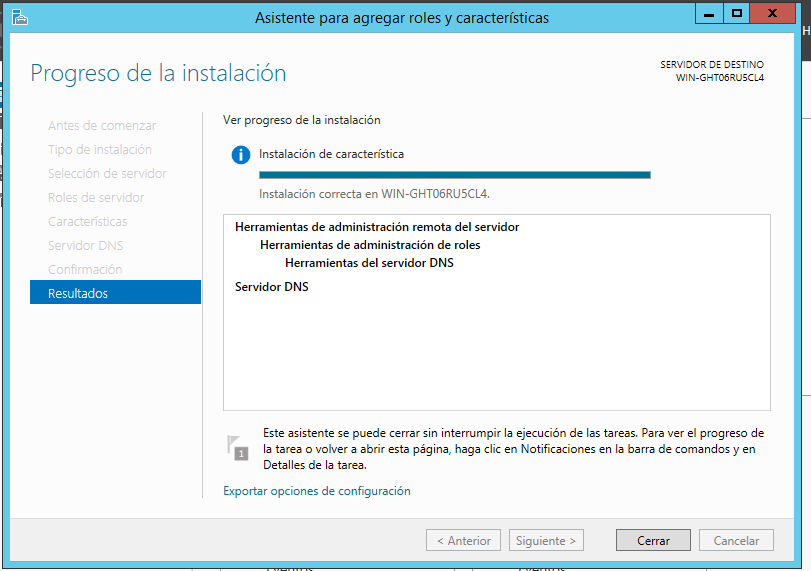 Asistente para agregar roles y características
Progreso de la instalación
SERVIDOR DE DESTINO
WIN-GHT06RU5CL4
Antes de comenzar
Tipo de instalación
Selección de servidor
Roles de servidor
Características
Servidor DNS
Confirmación
Resultados
Ver progreso de la instalación
Instalación de característica
Instalación correcta en WIN-GHT06RU5CL4.
Herramientas de administración remota del servidor
Herramientas de administración de roles
Herramientas del servidor DNS
Servidor DNS
1
Este asistente se puede cerrar sin interrumpir la ejecución de las tareas. Para ver el progreso de
la tarea o volver a abrir esta página, haga clic en Notificaciones en la barra de comandos y en
Detalles de la tarea.
Exportar opciones de configuración
< Anterior
Siguiente >
Cerrar
Cancelar